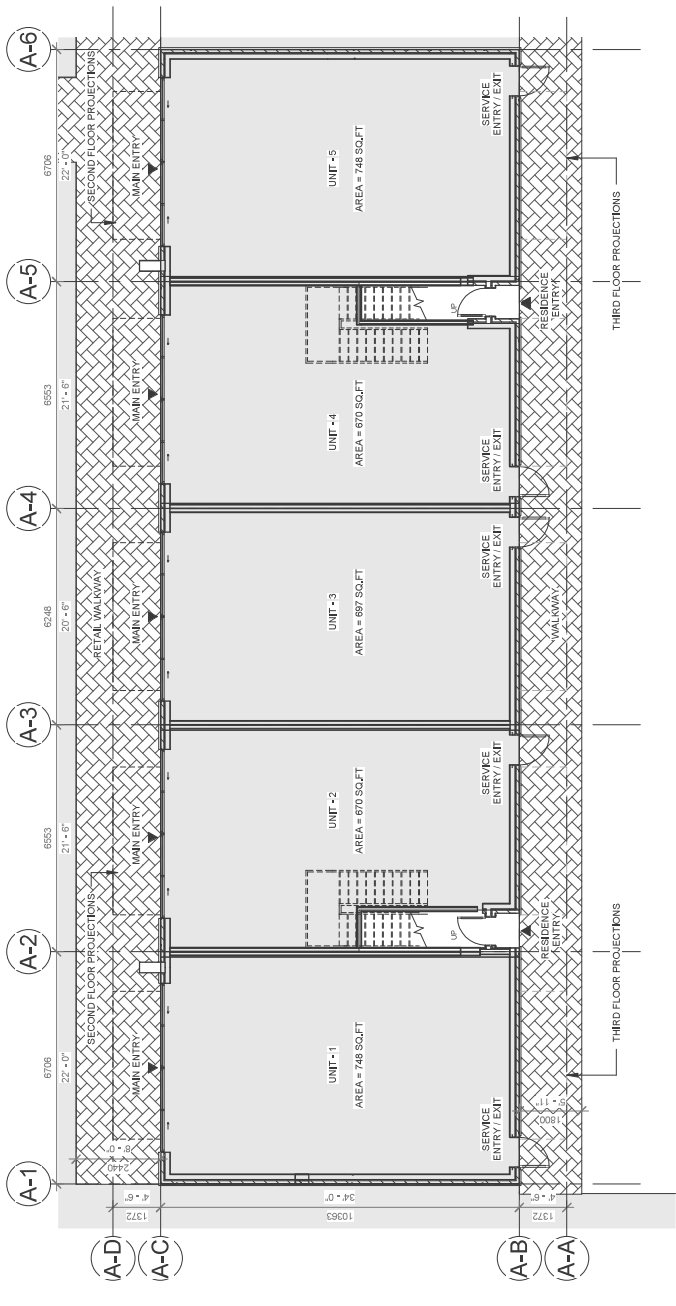 A-1
A-2
A-3
A-4
A-5
A-6
6706
22' - 0"
6553
21' - 6"
6248
20' - 6"
6553
21' - 6"
6706
22' - 0"
SECOND FLOOR PROJECTIONS
RETAIL WALKWAY
SECOND FLOOR PROJECTIONS
2440
8' - 0"
MAIN ENTRY
MAIN ENTRY
MAIN ENTRY
MAIN ENTRY
MAIN ENTRY
A-D
A-C
1372
4' - 6"
10363
34' - 0"
UNIT - 1
AREA = 748 SQ.FT
UNIT - 2
AREA = 670 SQ.FT
UNIT - 3
AREA = 697 SQ.FT
UNIT - 4
AREA = 670 SQ.FT
UNIT - 5
AREA = 748 SQ.FT
UP
UP
SERVICE
ENTRY / EXIT
SERVICE
ENTRY / EXIT
SERVICE
ENTRY / EXIT
SERVICE
ENTRY / EXIT
SERVICE
ENTRY / EXIT
A-B
A-A
1372
4' - 6"
1800
5' - 11"
RESIDENCE
ENTRY
WALKWAY
RESIDENCE
ENTRY
THIRD FLOOR PROJECTIONS
THIRD FLOOR PROJECTIONS